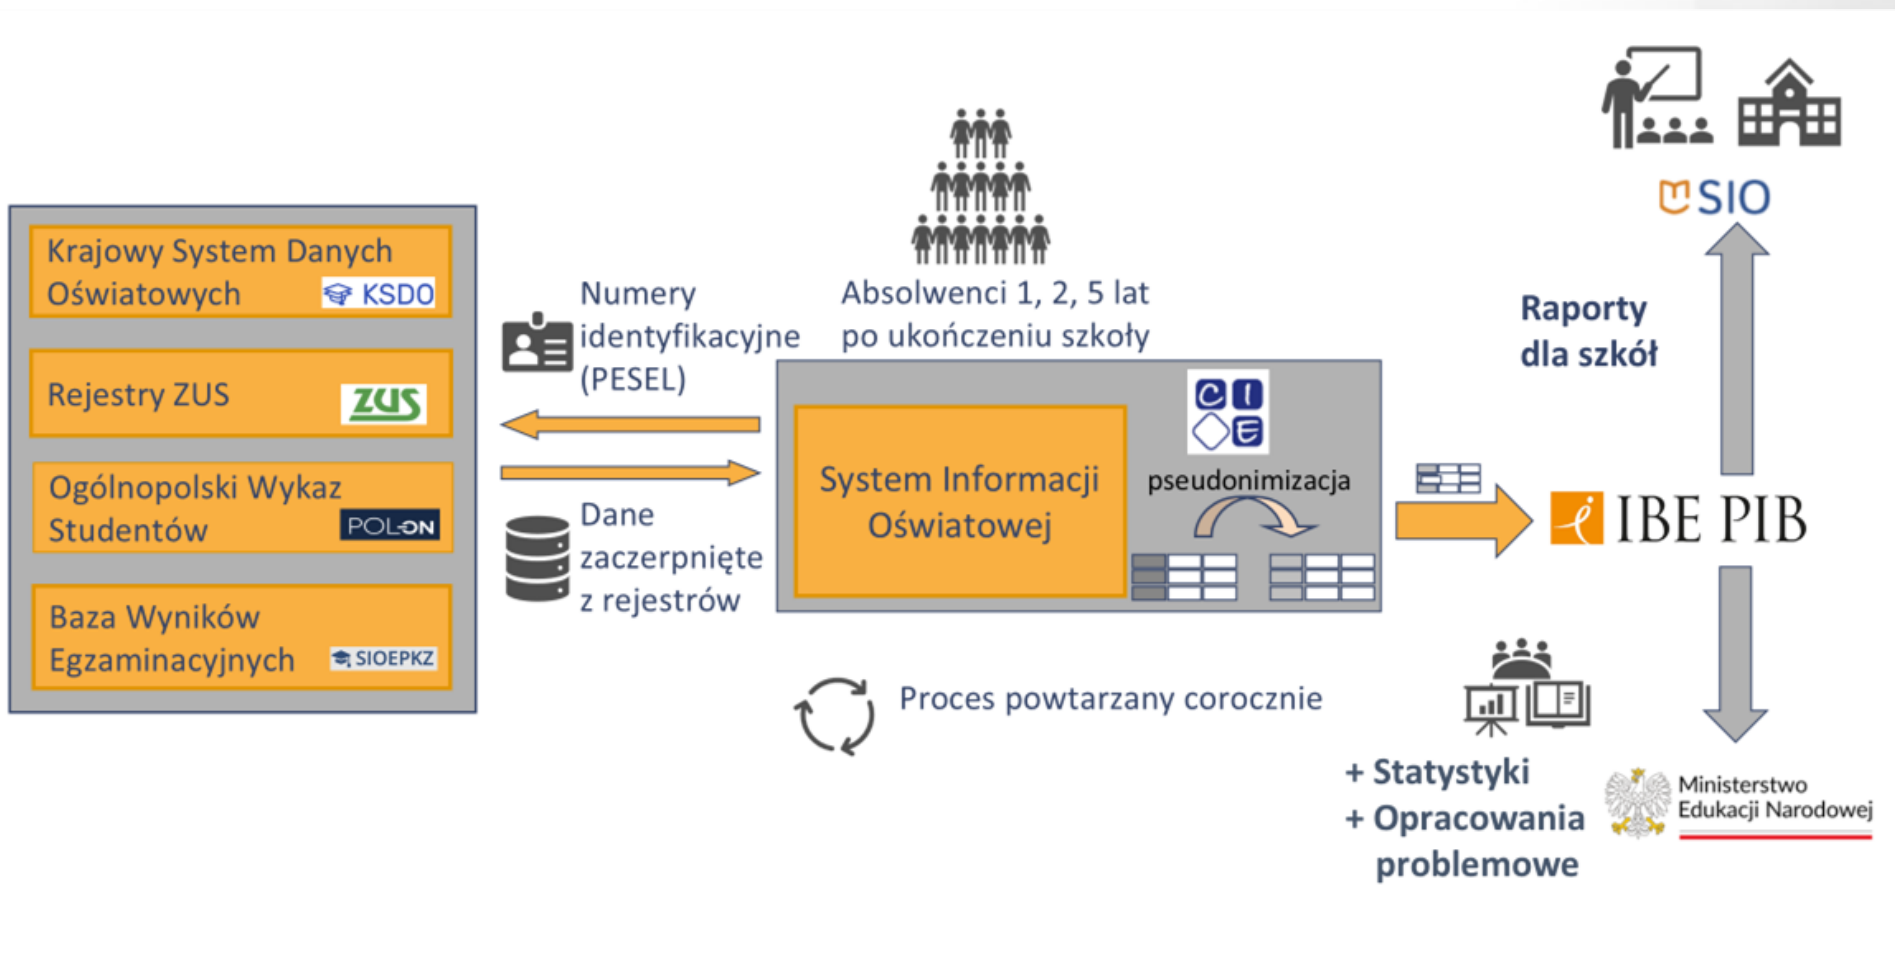 Krajowy System Danych
Oświatowych
KSDO
Rejestry ZUS
ZUS
Ogólnopolski Wykaz
Studentów
POL-ON
Baza Wyników
Egzaminacyjnych
SIOEPKZ
Numery
identyfikacyjne
(PESEL)
Dane
zaczerpnięte
z rejestrów
Absolwenci 1, 2, 5 lat
po ukończeniu szkoły
System Informacji
Oświatowej
C I
E
pseudonimizacja
Proces powtarzany corocznie
SIO
Raporty
dla szkół
IBE PIB
+ Statystyki
+ Opracowania
problemowe
Ministerstwo
Edukacji Narodowej